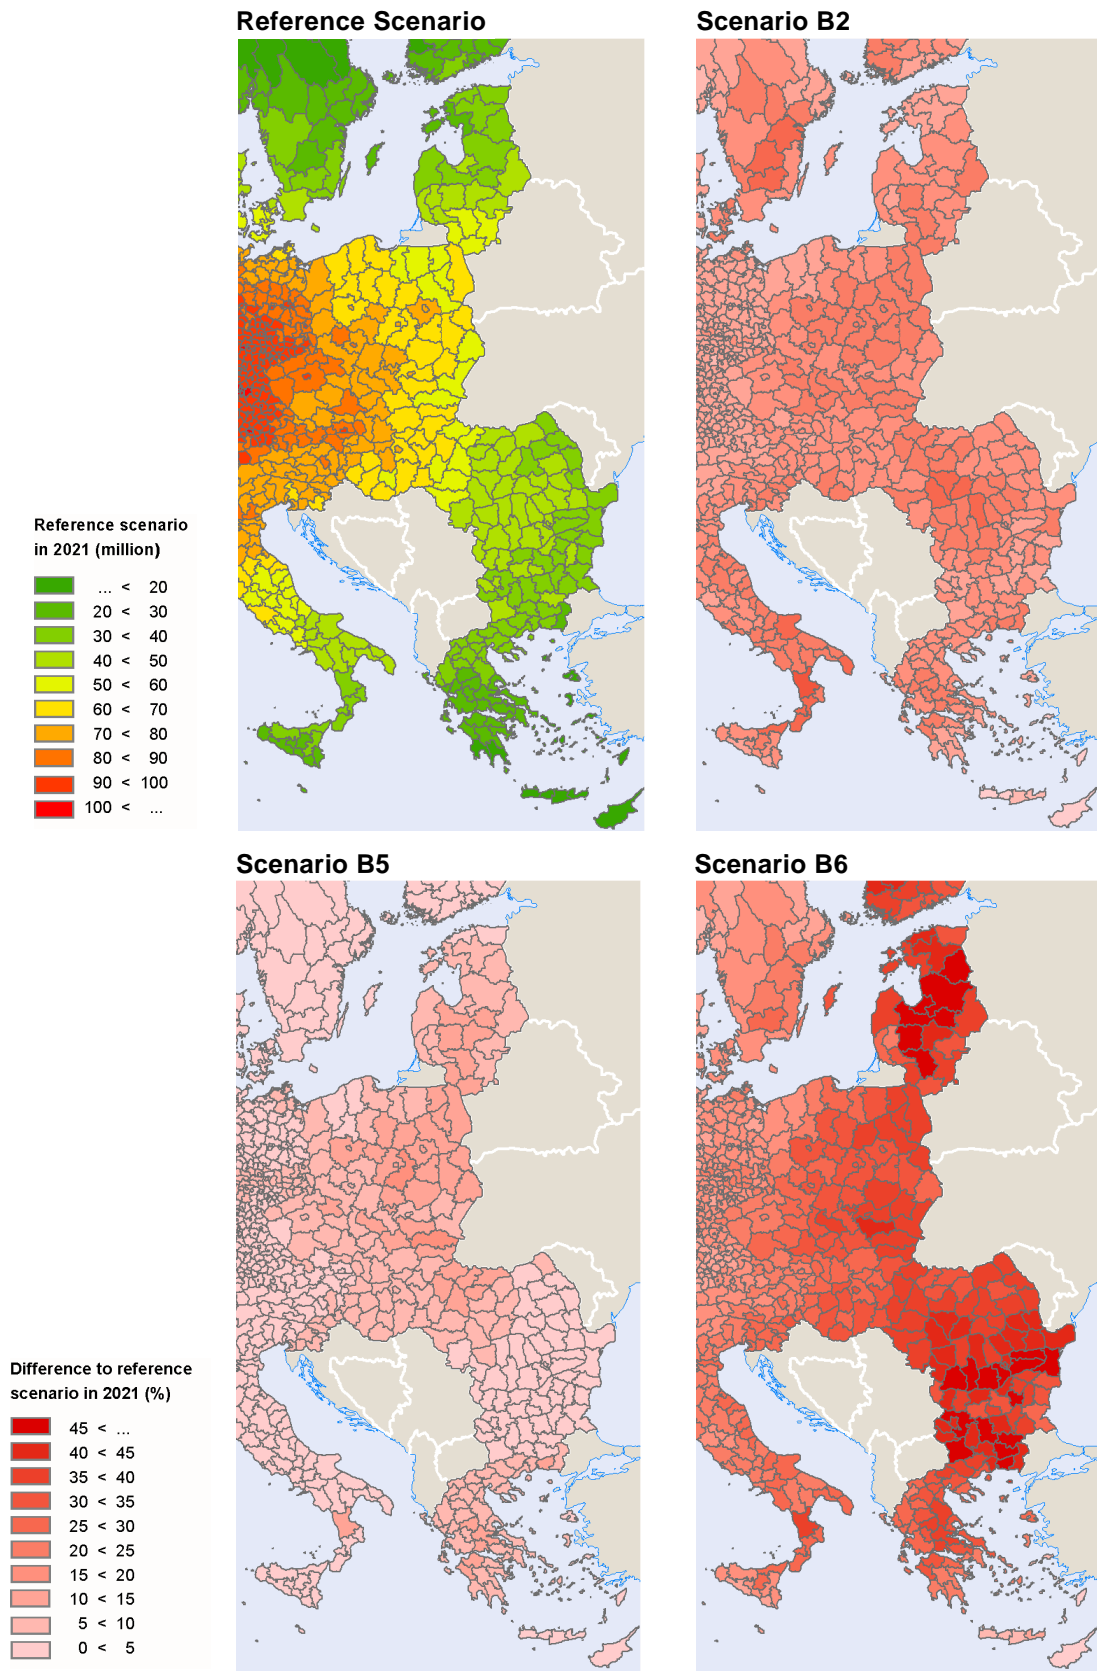 Reference Scenario
Scenario B2
Reference scenario
in 2021 (million)
... < 20
20 < 30
30 < 40
40 < 50
50 < 60
60 < 70
70 < 80
80 < 90
90 < 100
100 < ...
Scenario B5
Scenario B6
Difference to reference
scenario in 2021 (%)
45 < ...
40 < 45
35 < 40
30 < 35
25 < 30
20 < 25
15 < 20
10 < 15
5 < 10
0 < 5